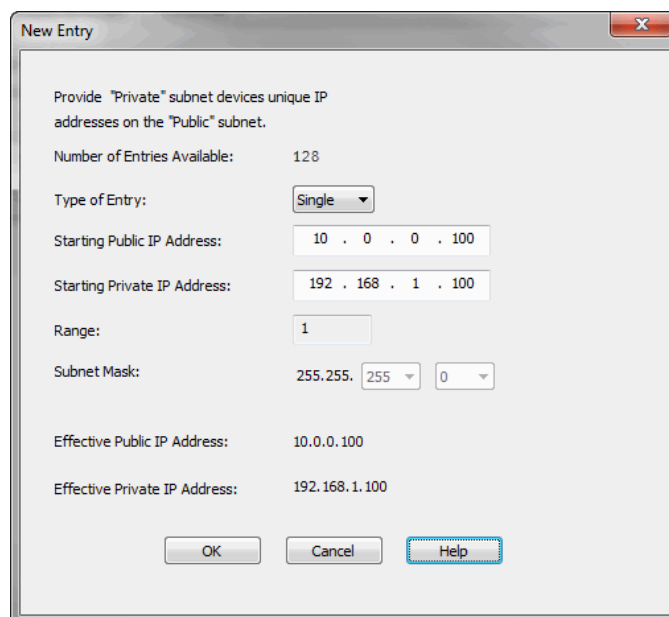 New Entry
Provide "Private" subnet devices unique IP
addresses on the "Public" subnet.
Number of Entries Available: 128
Type of Entry: Single
Starting Public IP Address: 10 . 0 . 0 . 100
Starting Private IP Address: 192 . 168 . 1 . 100
Range: 1
Subnet Mask: 255.255. 255 0
Effective Public IP Address: 10.0.0.100
Effective Private IP Address: 192.168.1.100
OK Cancel Help